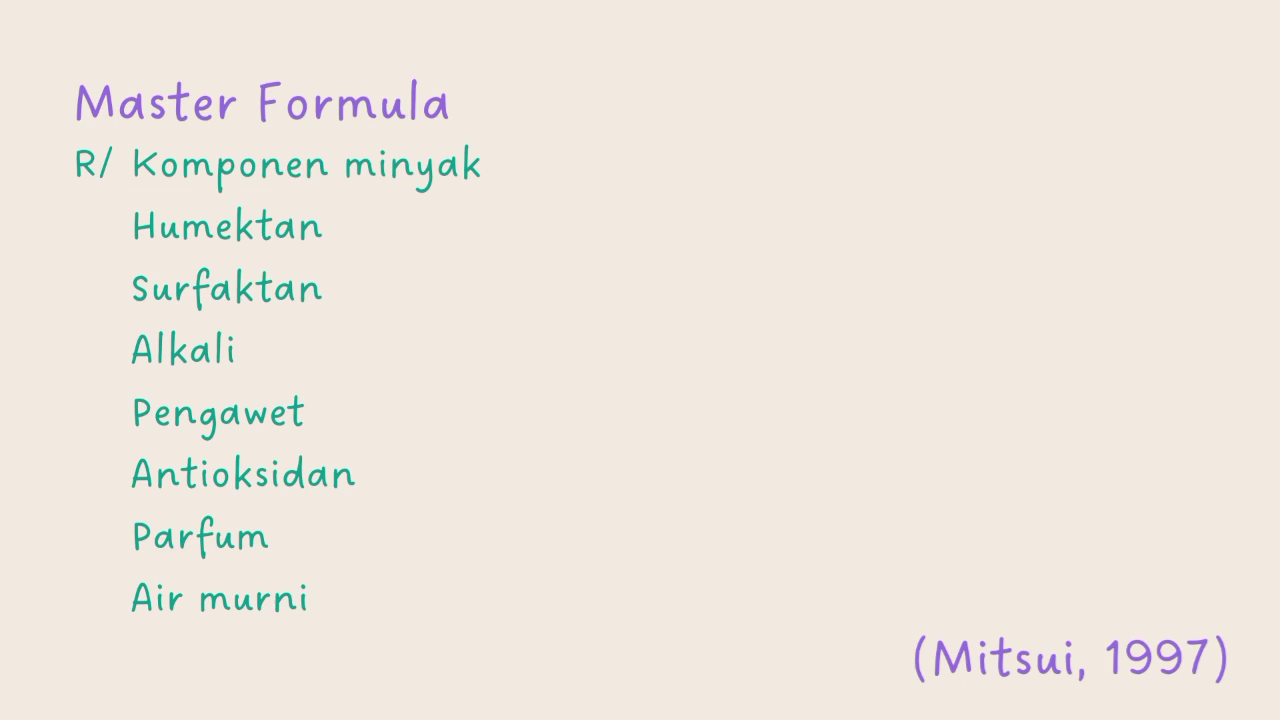 Master Formula
R/ Komponen minyak
Humektan
Surfaktan
Alkali
Pengawet
Antioksidan
Parfum
Air murni
(Mitsui, 1997)